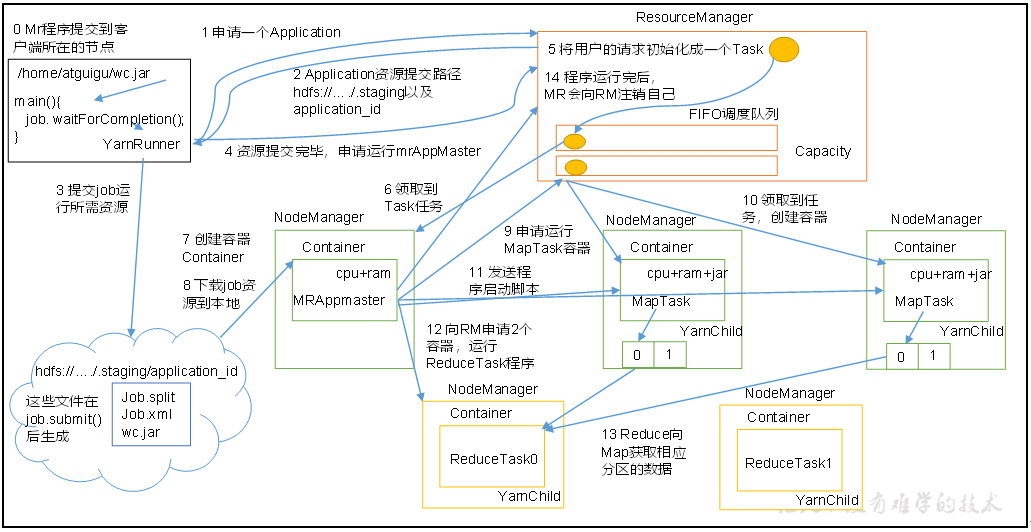 0 Mr程序提交到客
户端所在的节点
/home/atguigu/wc.jar
main(){
job. waitForCompletion();
}
YarnRunner
1 申请一个Application
2 Application资源提交路径
hdfs://…./.staging以及
application_id
4 资源提交完毕，申请运行mrAppMaster
ResourceManager
5 将用户的请求初始化成一个Task
14 程序运行完后，
MR会向RM注销自己
FIFO调度队列
Capacity
3 提交job运
行所需资源
6 领取到
Task任务
7 创建容器
Container
8 下载job资
源到本地
NodeManager
Container
cpu+ram
MRAppmaster
9 申请运行
MapTask容器
11 发送程
序启动脚本
NodeManager
Container
cpu+ram+jar
MapTask
YarnChild
0 1
10 领取到任
务，创建容器
NodeManager
Container
cpu+ram+jar
MapTask
YarnChild
0 1
12 向RM申请2个
容器，运行
ReduceTask程序
hdfs://…./.staging/application_id
这些文件在
job.submit()
后生成
Job.split
Job.xml
wc.jar
NodeManager
Container
ReduceTask0
YarnChild
13 Reduce向
Map获取相应
分区的数据
NodeManager
Container
ReduceTask1
YarnChild
有难学的技术